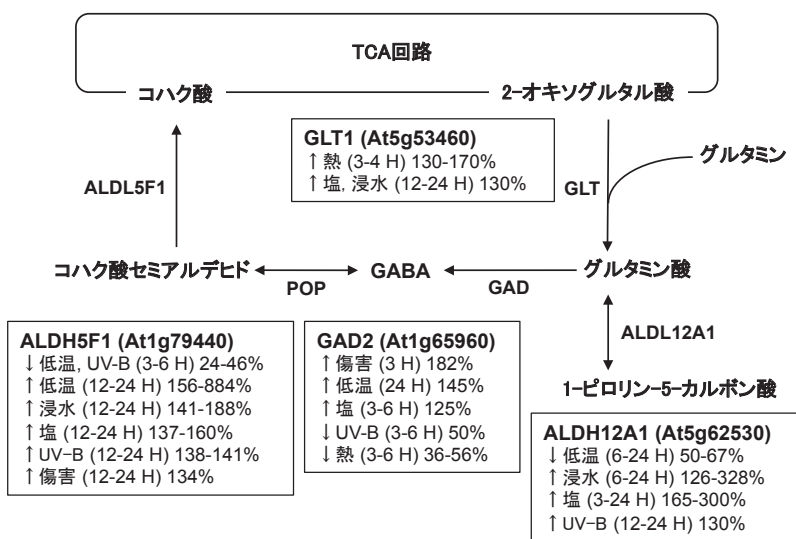 TCA回路
コハク酸
2-オキソグルタル酸
GLT1 (At5g53460)
↑熱 (3-4 H) 130-170%
↑塩, 浸水 (12-24 H) 130%
グルタミン
ALDL5F1
GLT
コハク酸セミアルデヒド
GABA
グルタミン酸
POP
GAD
ALDL12A1
ALDH5F1 (At1g79440)
↓低温, UV-B (3-6 H) 24-46%
↑低温 (12-24 H) 156-884%
↑浸水 (12-24 H) 141-188%
↑塩 (12-24 H) 137-160%
↑UV-B (12-24 H) 138-141%
↑傷害 (12-24 H) 134%
GAD2 (At1g65960)
↑傷害 (3 H) 182%
↑低温 (24 H) 145%
↑塩 (3-6 H) 125%
↓UV-B (3-6 H) 50%
↓熱 (3-6 H) 36-56%
1-ピロリン-5-カルボン酸
ALDH12A1 (At5g62530)
↓低温 (6-24 H) 50-67%
↑浸水 (6-24 H) 126-328%
↑塩 (3-24 H) 165-300%
↑UV-B (12-24 H) 130%